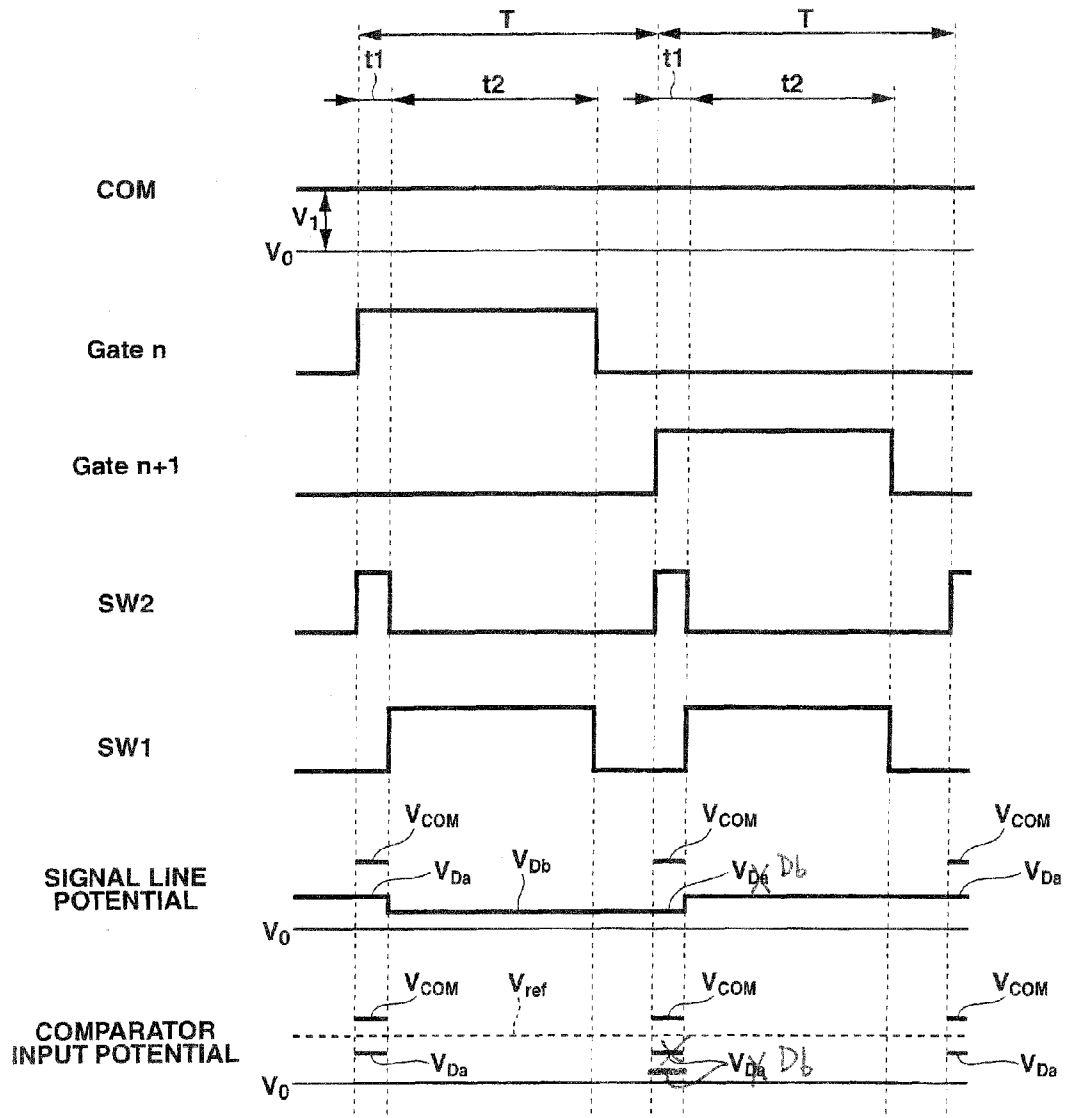 T T
t1 t2 t1 t2
COM
V1
V0
Gate n
Gate n+1
SW2
SW1
VCOM VCOM VCOM
SIGNAL LINE POTENTIAL
VDa VDb VDa Db VDa
V0
VCOM Vref VCOM VCOM
COMPARATOR
INPUT POTENTIAL
VDa VDa Db VDa
V0